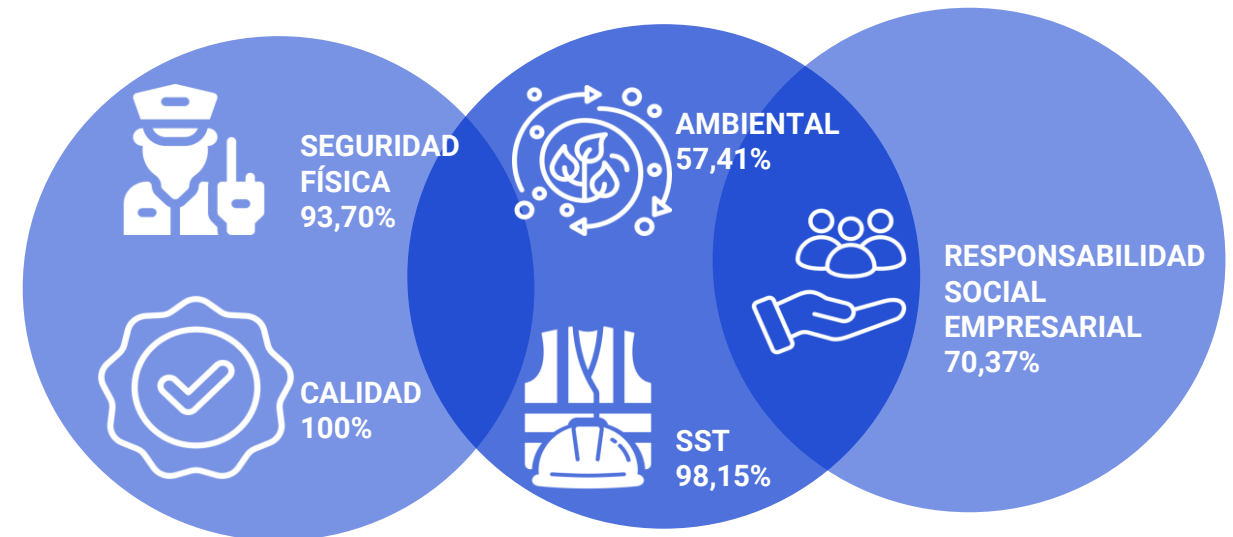 SEGURIDAD
FÍSICA
93,70%
CALIDAD
100%
AMBIENTAL
57,41%
SST
98,15%
RESPONSABILIDAD
SOCIAL
EMPRESARIAL
70,37%